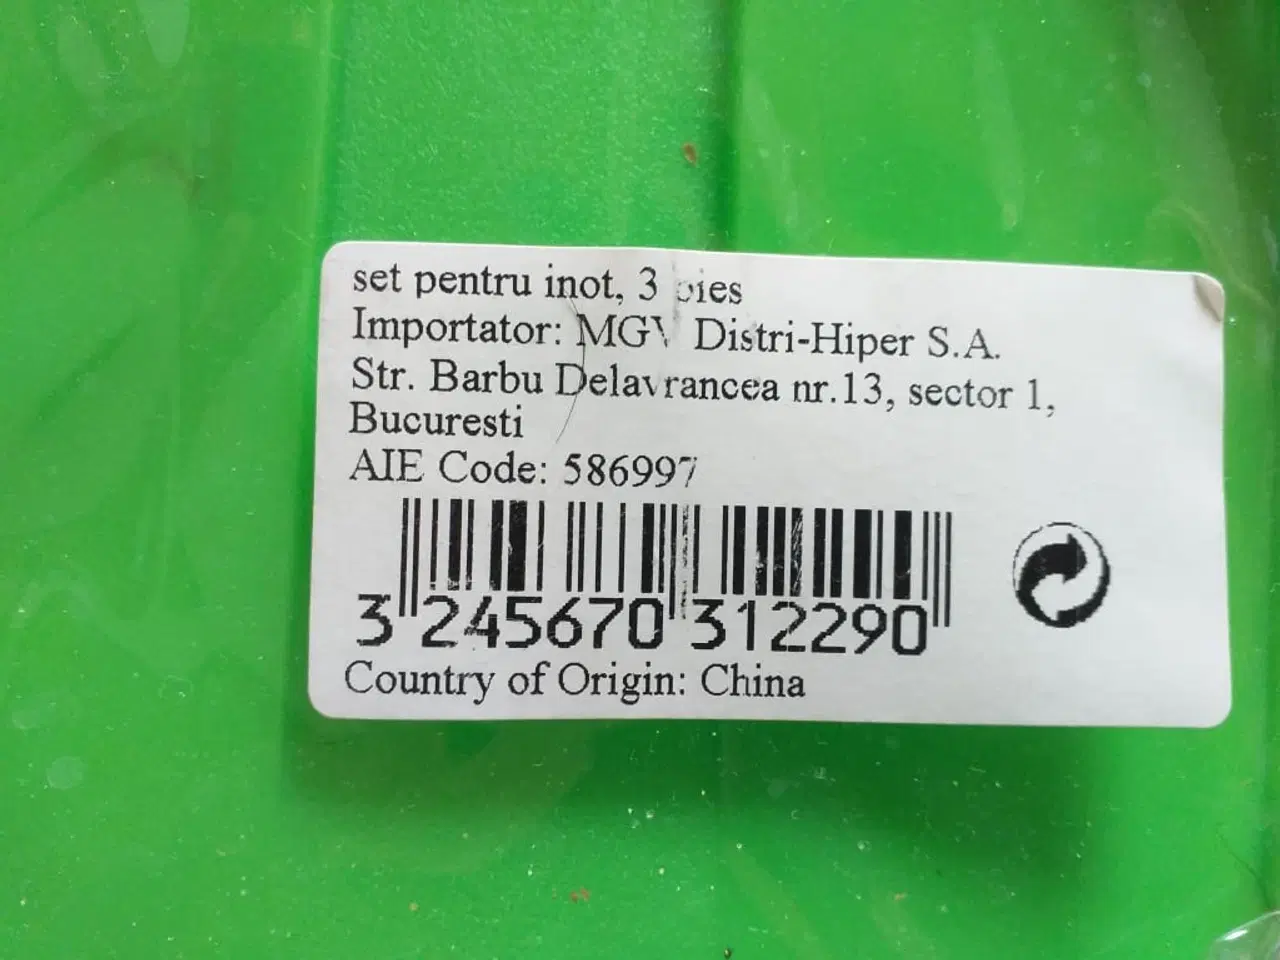 set pentru inot, 3 pies
Importator: MGV Distri-Hiper S.A.
Str. Barbu Delavrancea nr.13, sector 1,
Bucuresti
AIE Code: 586997
3 245670 312290
Country of Origin: China